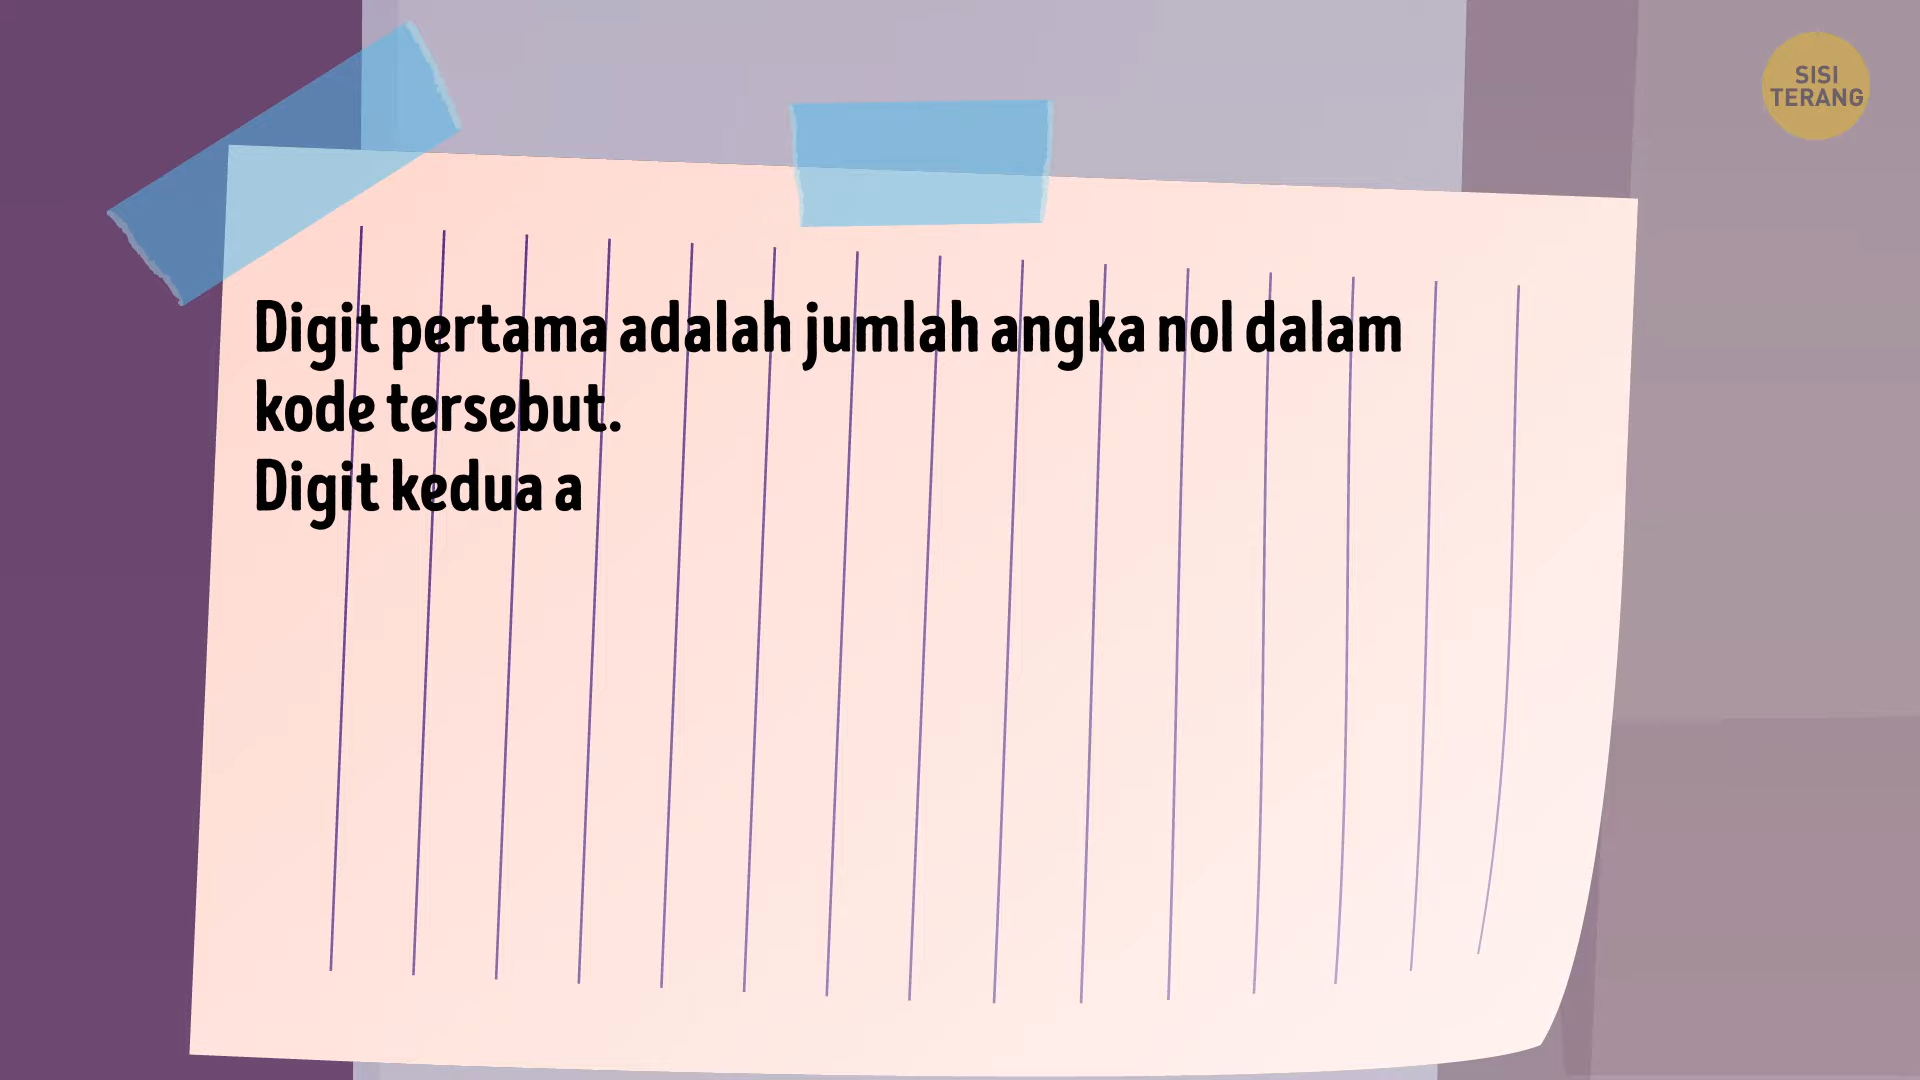 SISI
TERANG
Digit pertama adalah jumlah angka nol dalam
kode tersebut.
Digit kedua a